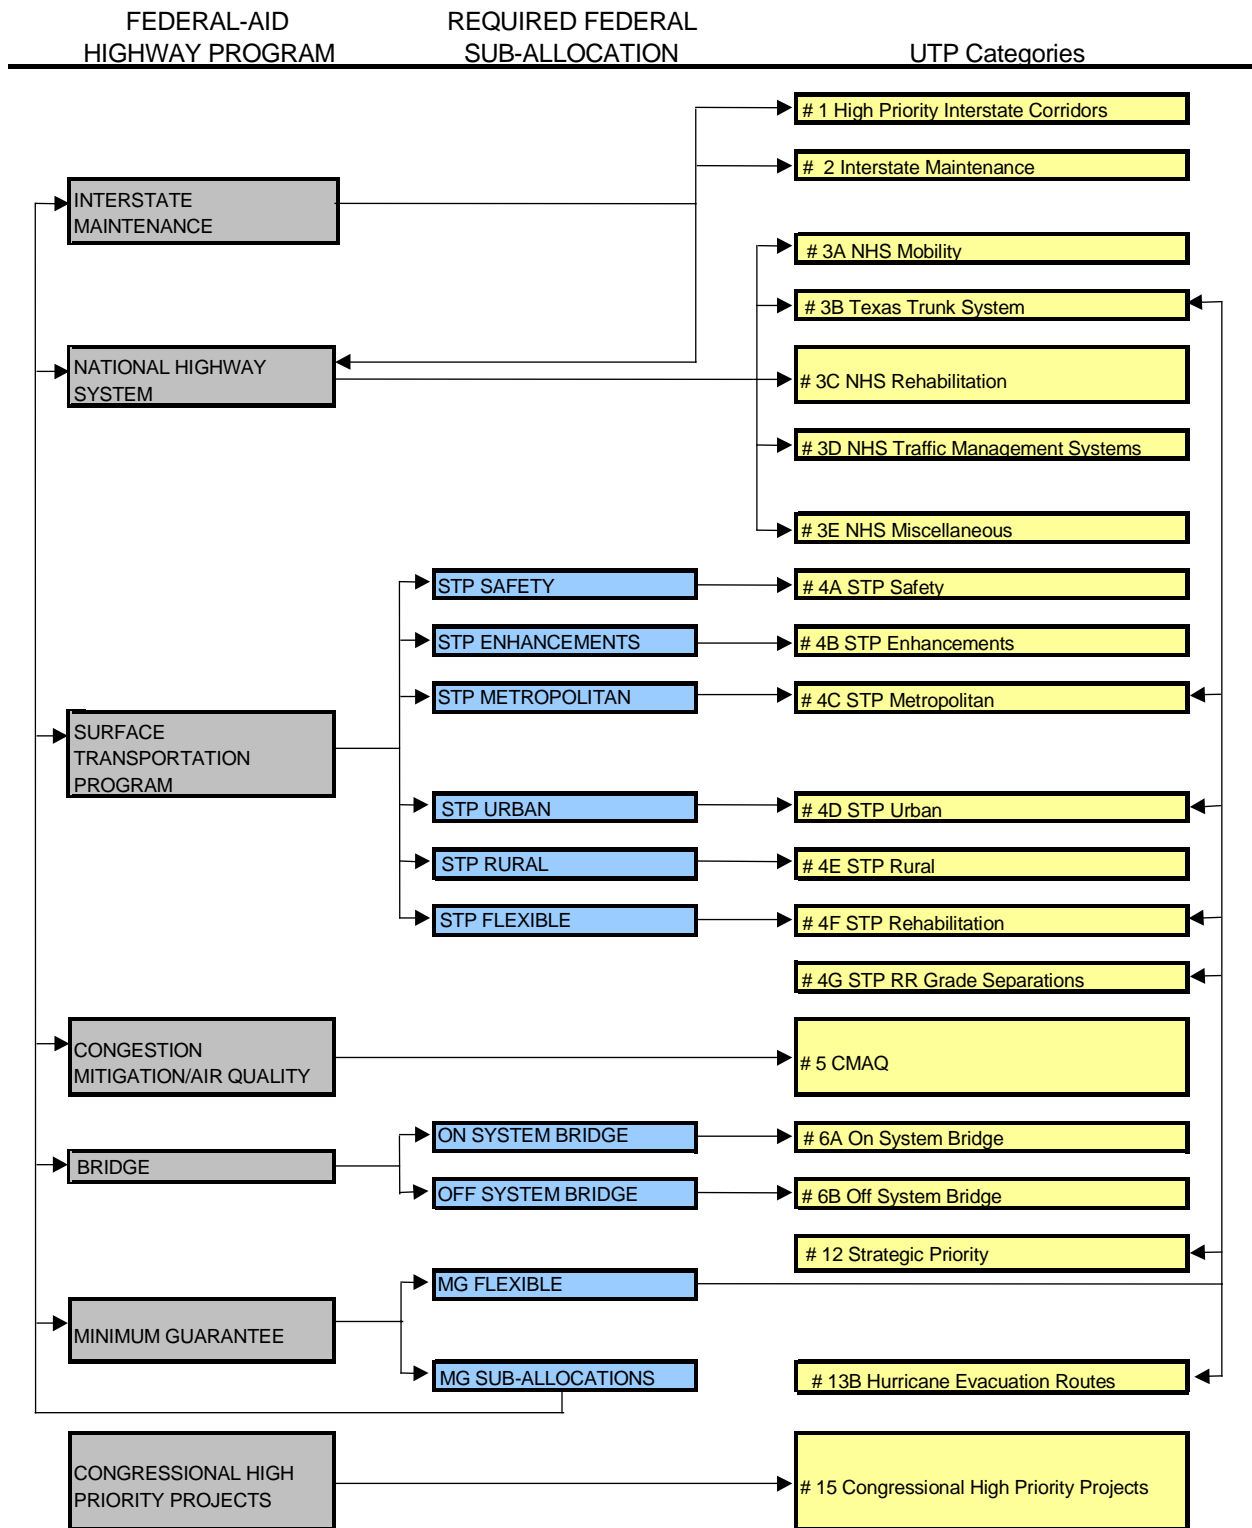 FEDERAL-AID
HIGHWAY PROGRAM
REQUIRED FEDERAL
SUB-ALLOCATION
UTP Categories
# 1 High Priority Interstate Corridors
# 2 Interstate Maintenance
INTERSTATE
MAINTENANCE
# 3A NHS Mobility
# 3B Texas Trunk System
NATIONAL HIGHWAY
SYSTEM
# 3C NHS Rehabilitation
# 3D NHS Traffic Management Systems
# 3E NHS Miscellaneous
STP SAFETY
# 4A STP Safety
STP ENHANCEMENTS
# 4B STP Enhancements
STP METROPOLITAN
# 4C STP Metropolitan
SURFACE
TRANSPORTATION
PROGRAM
STP URBAN
# 4D STP Urban
STP RURAL
# 4E STP Rural
STP FLEXIBLE
# 4F STP Rehabilitation
# 4G STP RR Grade Separations
CONGESTION
MITIGATION/AIR QUALITY
# 5 CMAQ
ON SYSTEM BRIDGE
# 6A On System Bridge
BRIDGE
OFF SYSTEM BRIDGE
# 6B Off System Bridge
# 12 Strategic Priority
MG FLEXIBLE
MINIMUM GUARANTEE
MG SUB-ALLOCATIONS
# 13B Hurricane Evacuation Routes
CONGRESSIONAL HIGH
PRIORITY PROJECTS
# 15 Congressional High Priority Projects